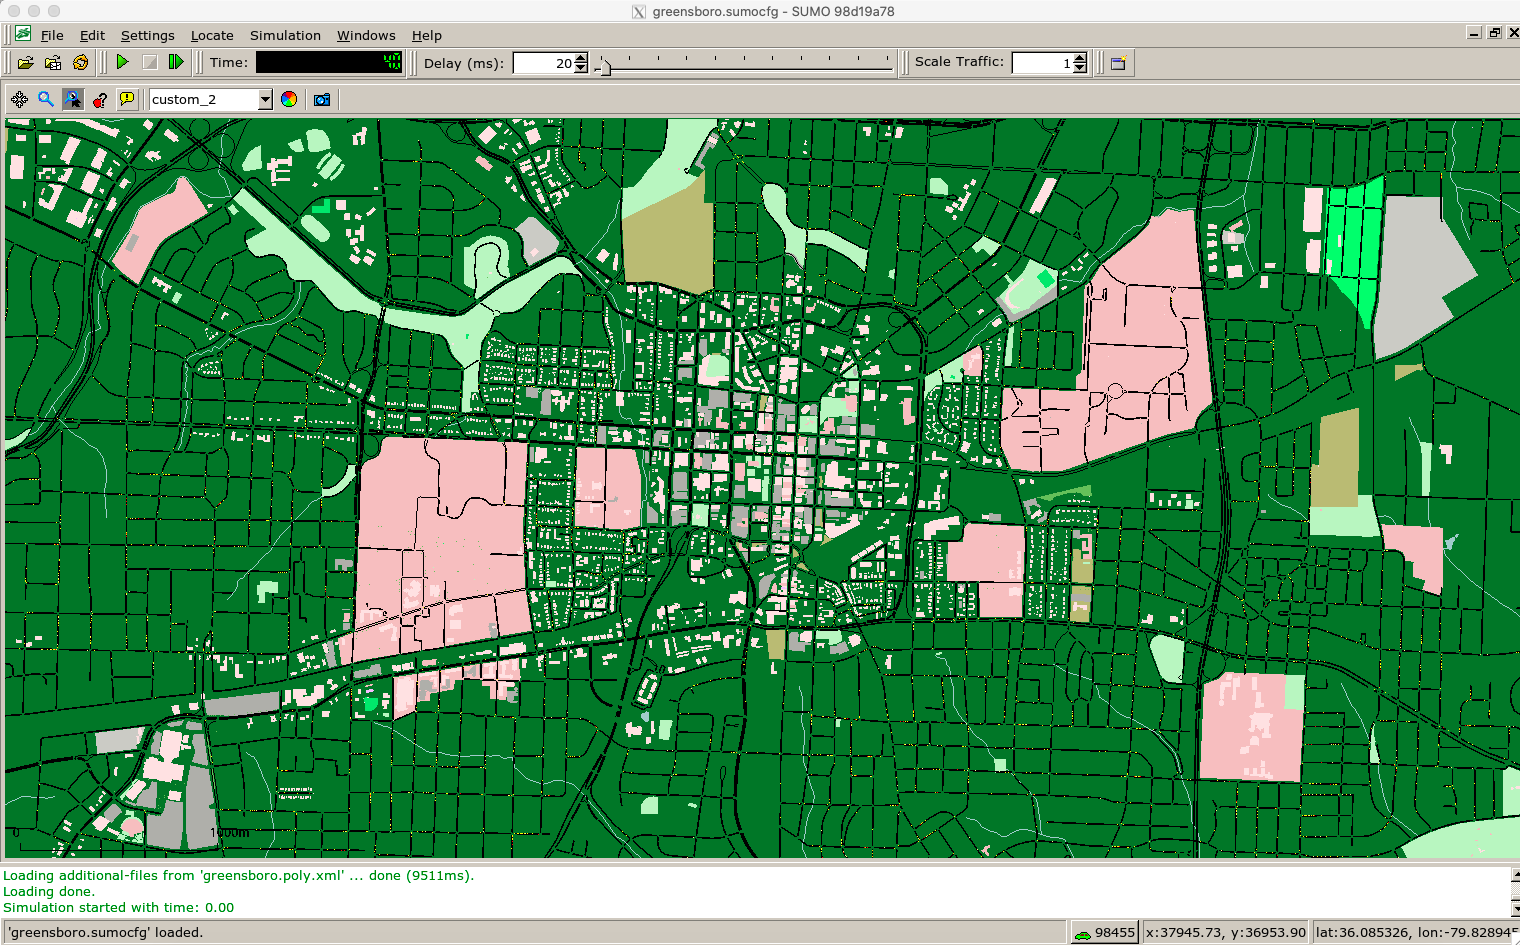 greensboro.sumocfg - SUMO 98d19a78
File Edit Settings Locate Simulation Windows Help
Time: Delay (ms): 20 Scale Traffic: 1
custom_2
0 1000m
Loading additional-files from 'greensboro.poly.xml' ... done (9511ms).
Loading done.
Simulation started with time: 0.00
'greensboro.sumocfg' loaded. 98455 x:37945.73, y:36953.90 lat:36.085326, lon:-79.828945